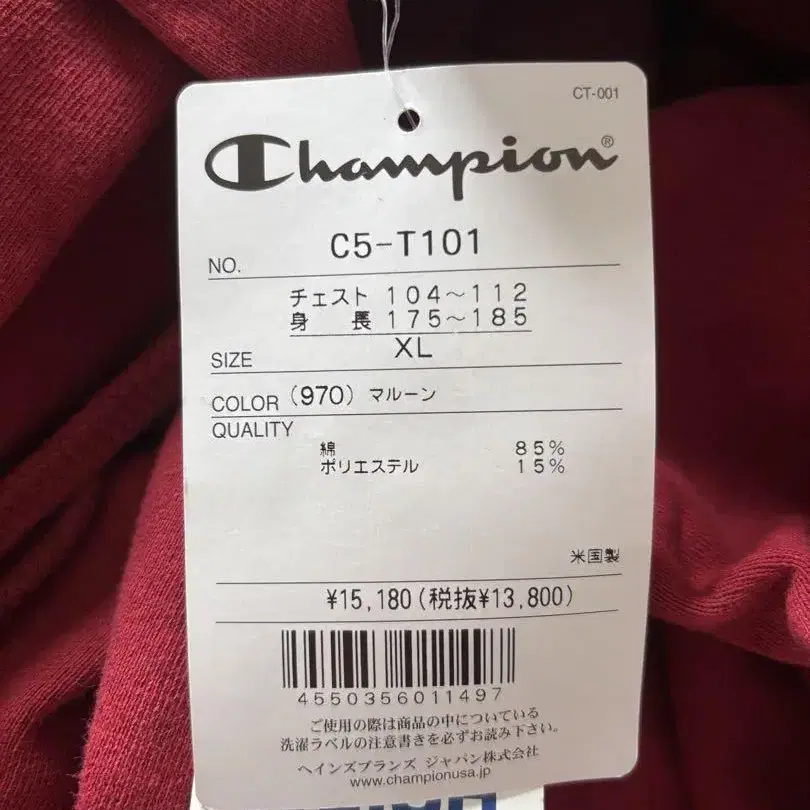 CT-001
Champion®
NO. C5-T101
チェスト 104〜112
身 長 175〜185
SIZE XL
COLOR (970) マルーン
QUALITY
綿 85%
ポリエステル 15%
米国製
¥15,180(税抜¥13,800)
4550356011497
ご使用の際は商品の中についている
洗濯ラベルの注意書きを必ずお読み下さい。
ヘインズブランズ ジャパン株式会社
www.championusa.jp